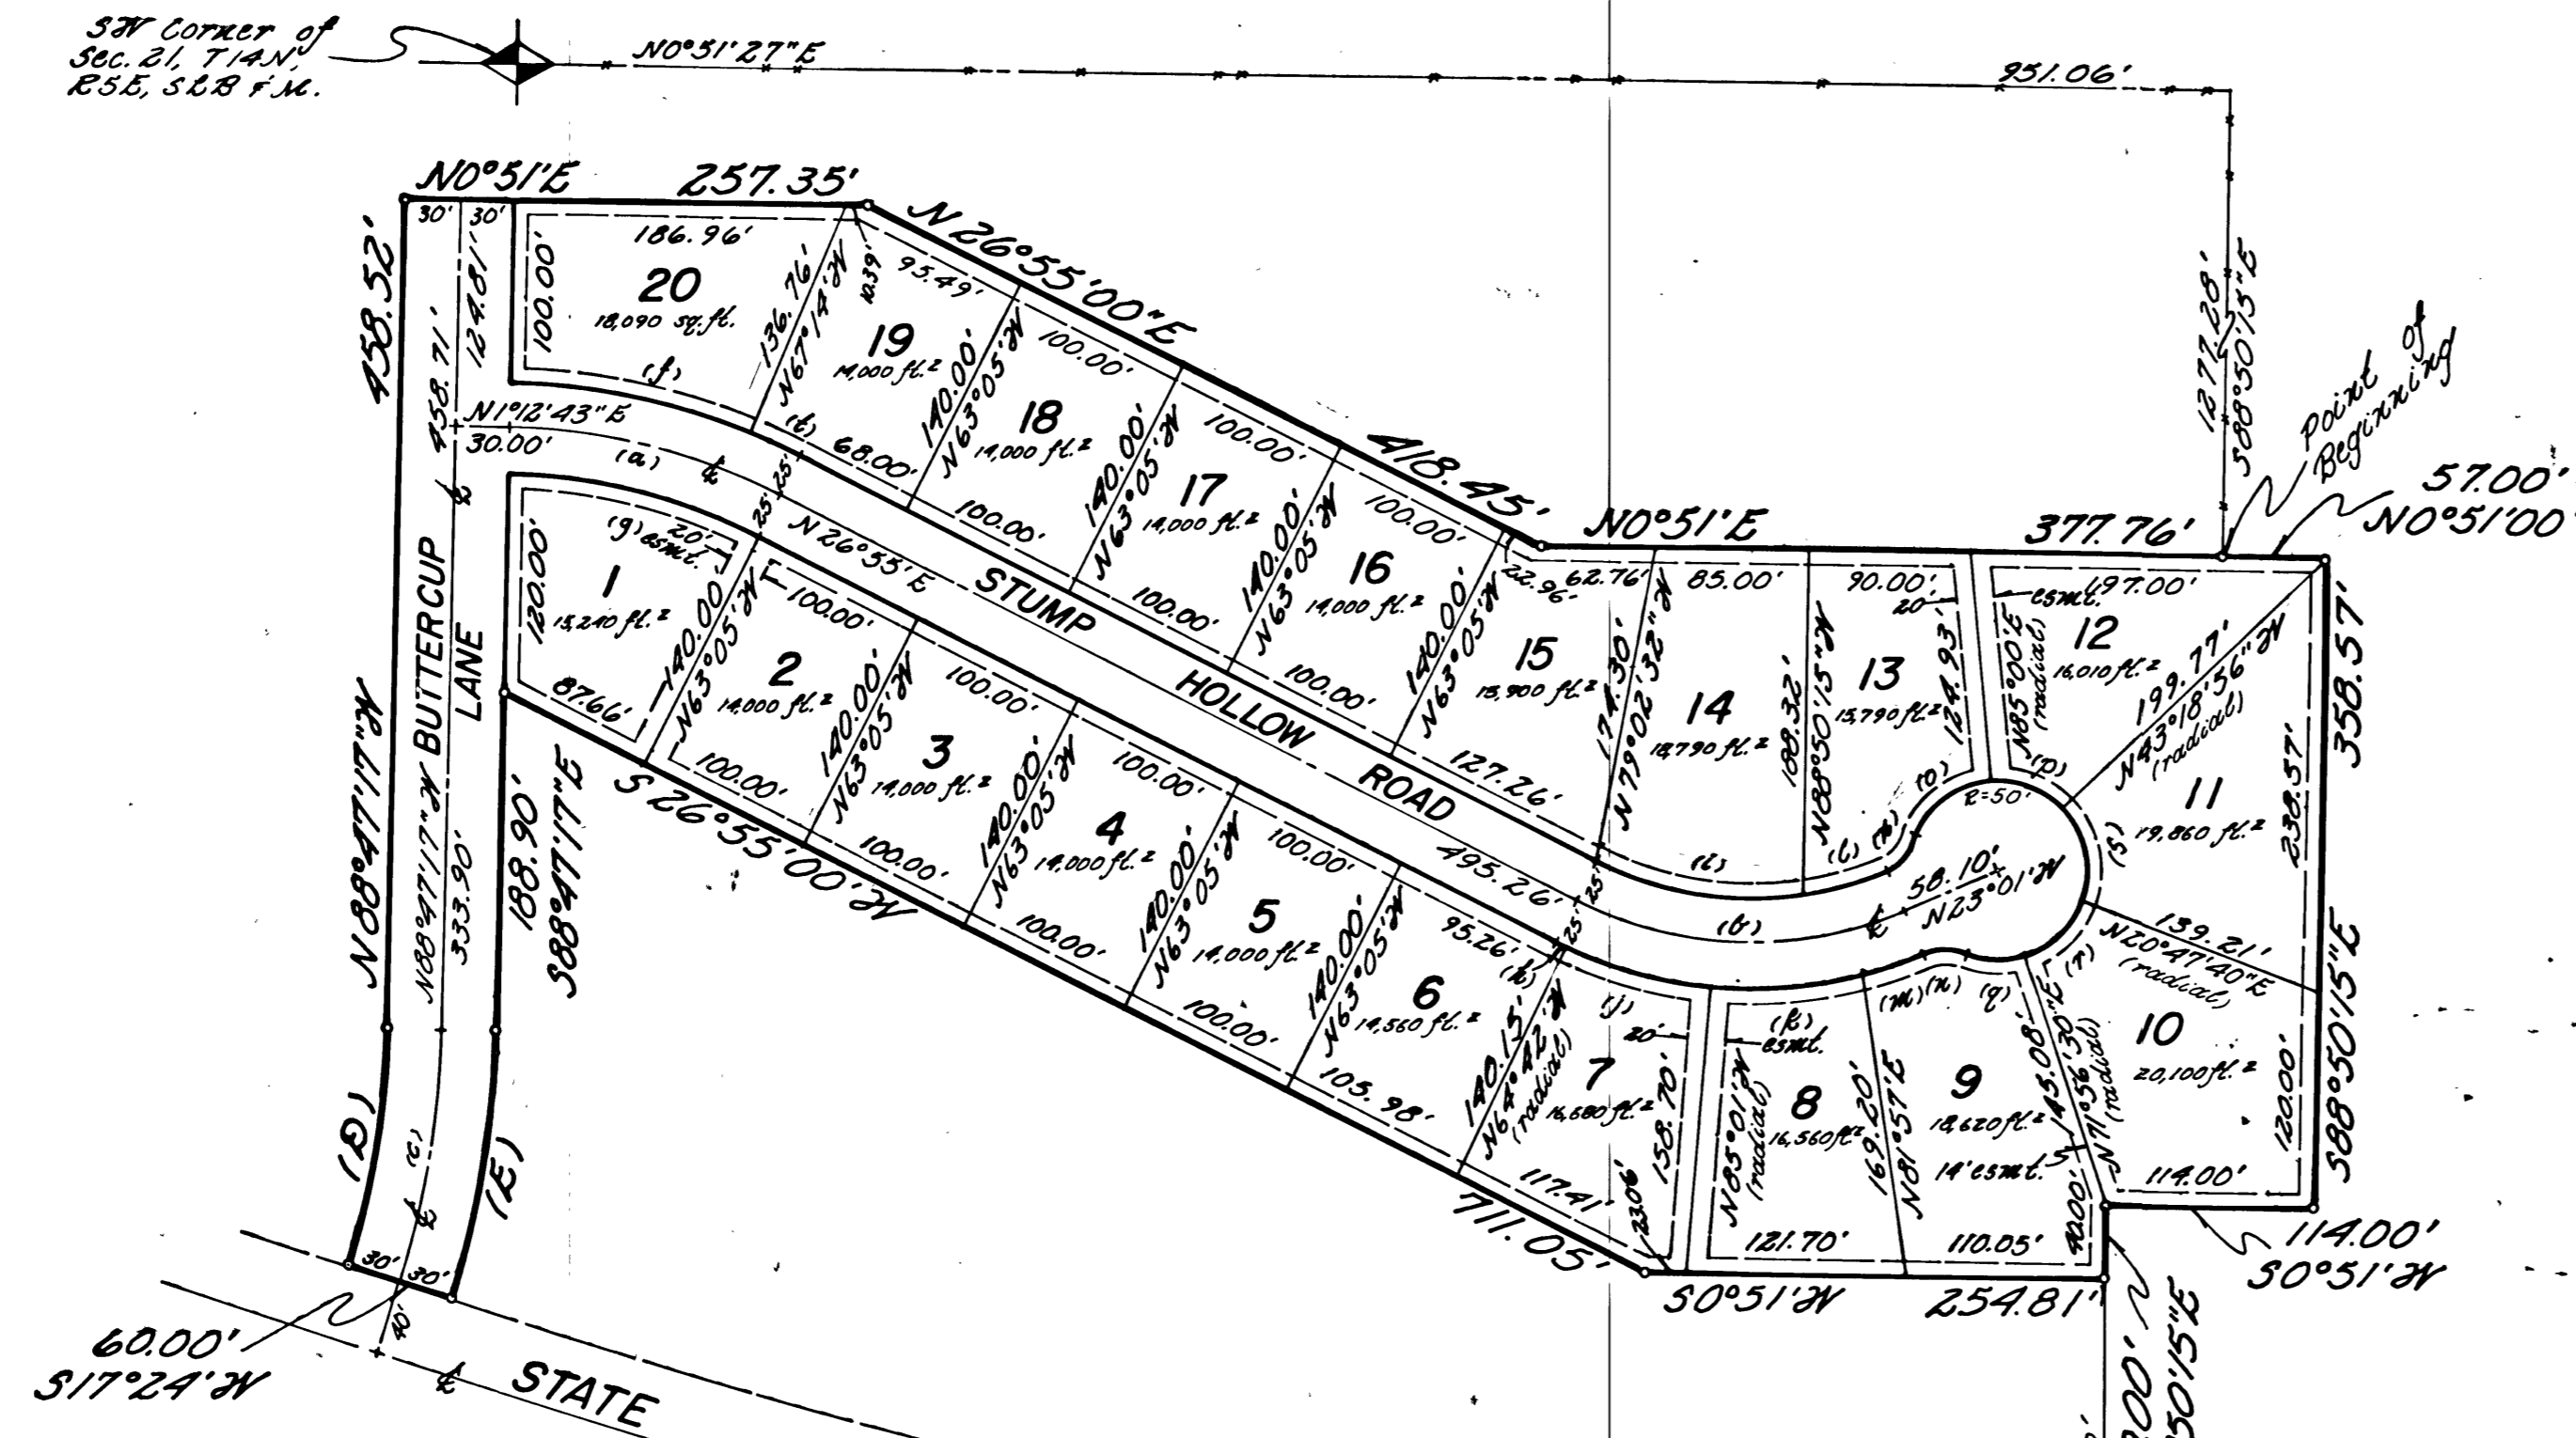 SW Corner of
Sec. 21, T14N,
R5E, SLB & M.
N0°51'27"E
951.06'
1277.28'
S88°50'15"E
Point of
Beginning
57.00'
N0°51'00"
N0°51'E
257.35'
N26°55'00"E
418.45'
N0°51'E
377.76'
358.57'
S88°50'15"E
114.00'
S0°51'W
254.81'
S0°51'W
711.05'
S26°55'00"W
188.90'
S88°47'17"E
(E)
60.00'
S17°24'W
(D)
N88°47'17"W
458.52'
30'
30'
124.81'
458.71'
BUTTERCUP
LANE
N88°47'17"W
333.90'
(c)
℄
℄
30'
30'
40'
℄
STATE
N1°12'43"E
30.00'
(a)
℄
N26°55'E
STUMP
HOLLOW
ROAD
495.26'
25'
25'
25'
25'
(b)
℄
58.10'
N23°01'W
R=50'
186.96'
100.00'
20
18,090 sq.ft.
(f)
136.76'
N67°14'W
10.39'
95.49'
19
14,000 ft.²
(t)
68.00'
140.00'
N63°05'W
100.00'
18
14,000 ft.²
100.00'
140.00'
N63°05'W
100.00'
17
14,000 ft.²
100.00'
140.00'
N63°05'W
100.00'
16
14,000 ft.²
100.00'
140.00'
N63°05'W
22.96'
62.76'
15
15,900 ft.²
127.26'
174.30'
N79°02'32"W
85.00'
14
18,790 ft.²
(i)
188.32'
N88°50'15"W
90.00'
20'
13
15,790 ft.²
124.93'
(l)
(o)
N85°00'E
(radial)
esmt.
197.00'
12
16,010 ft.²
(p)
199.77'
N43°18'56"W
(radial)
11
19,860 ft.²
238.57'
(s)
139.21'
N20°47'40"E
(radial)
10
20,100 ft.²
(r)
120.00'
114.00'
145.08'
N71°56'30"E
(radial)
(g) esmt.
20'
1
15,240 ft.²
120.00'
87.66'
140.00'
N63°05'W
100.00'
2
14,000 ft.²
100.00'
140.00'
N63°05'W
100.00'
3
14,000 ft.²
100.00'
140.00'
N63°05'W
100.00'
4
14,000 ft.²
100.00'
140.00'
N63°05'W
100.00'
5
14,000 ft.²
100.00'
140.00'
N63°05'W
95.26'
(h)
6
14,560 ft.²
105.98'
140.15'
N64°42'W
(radial)
(j)
20'
7
16,680 ft.²
117.41'
158.70'
23.06'
N85°01'W
(radial)
(k)
esmt.
8
16,560 ft²
121.70'
169.20'
N81°57'E
(m)
(n)
(q)
9
18,620 ft.²
14' esmt.
110.05'
40.00'
00'
50'15"E